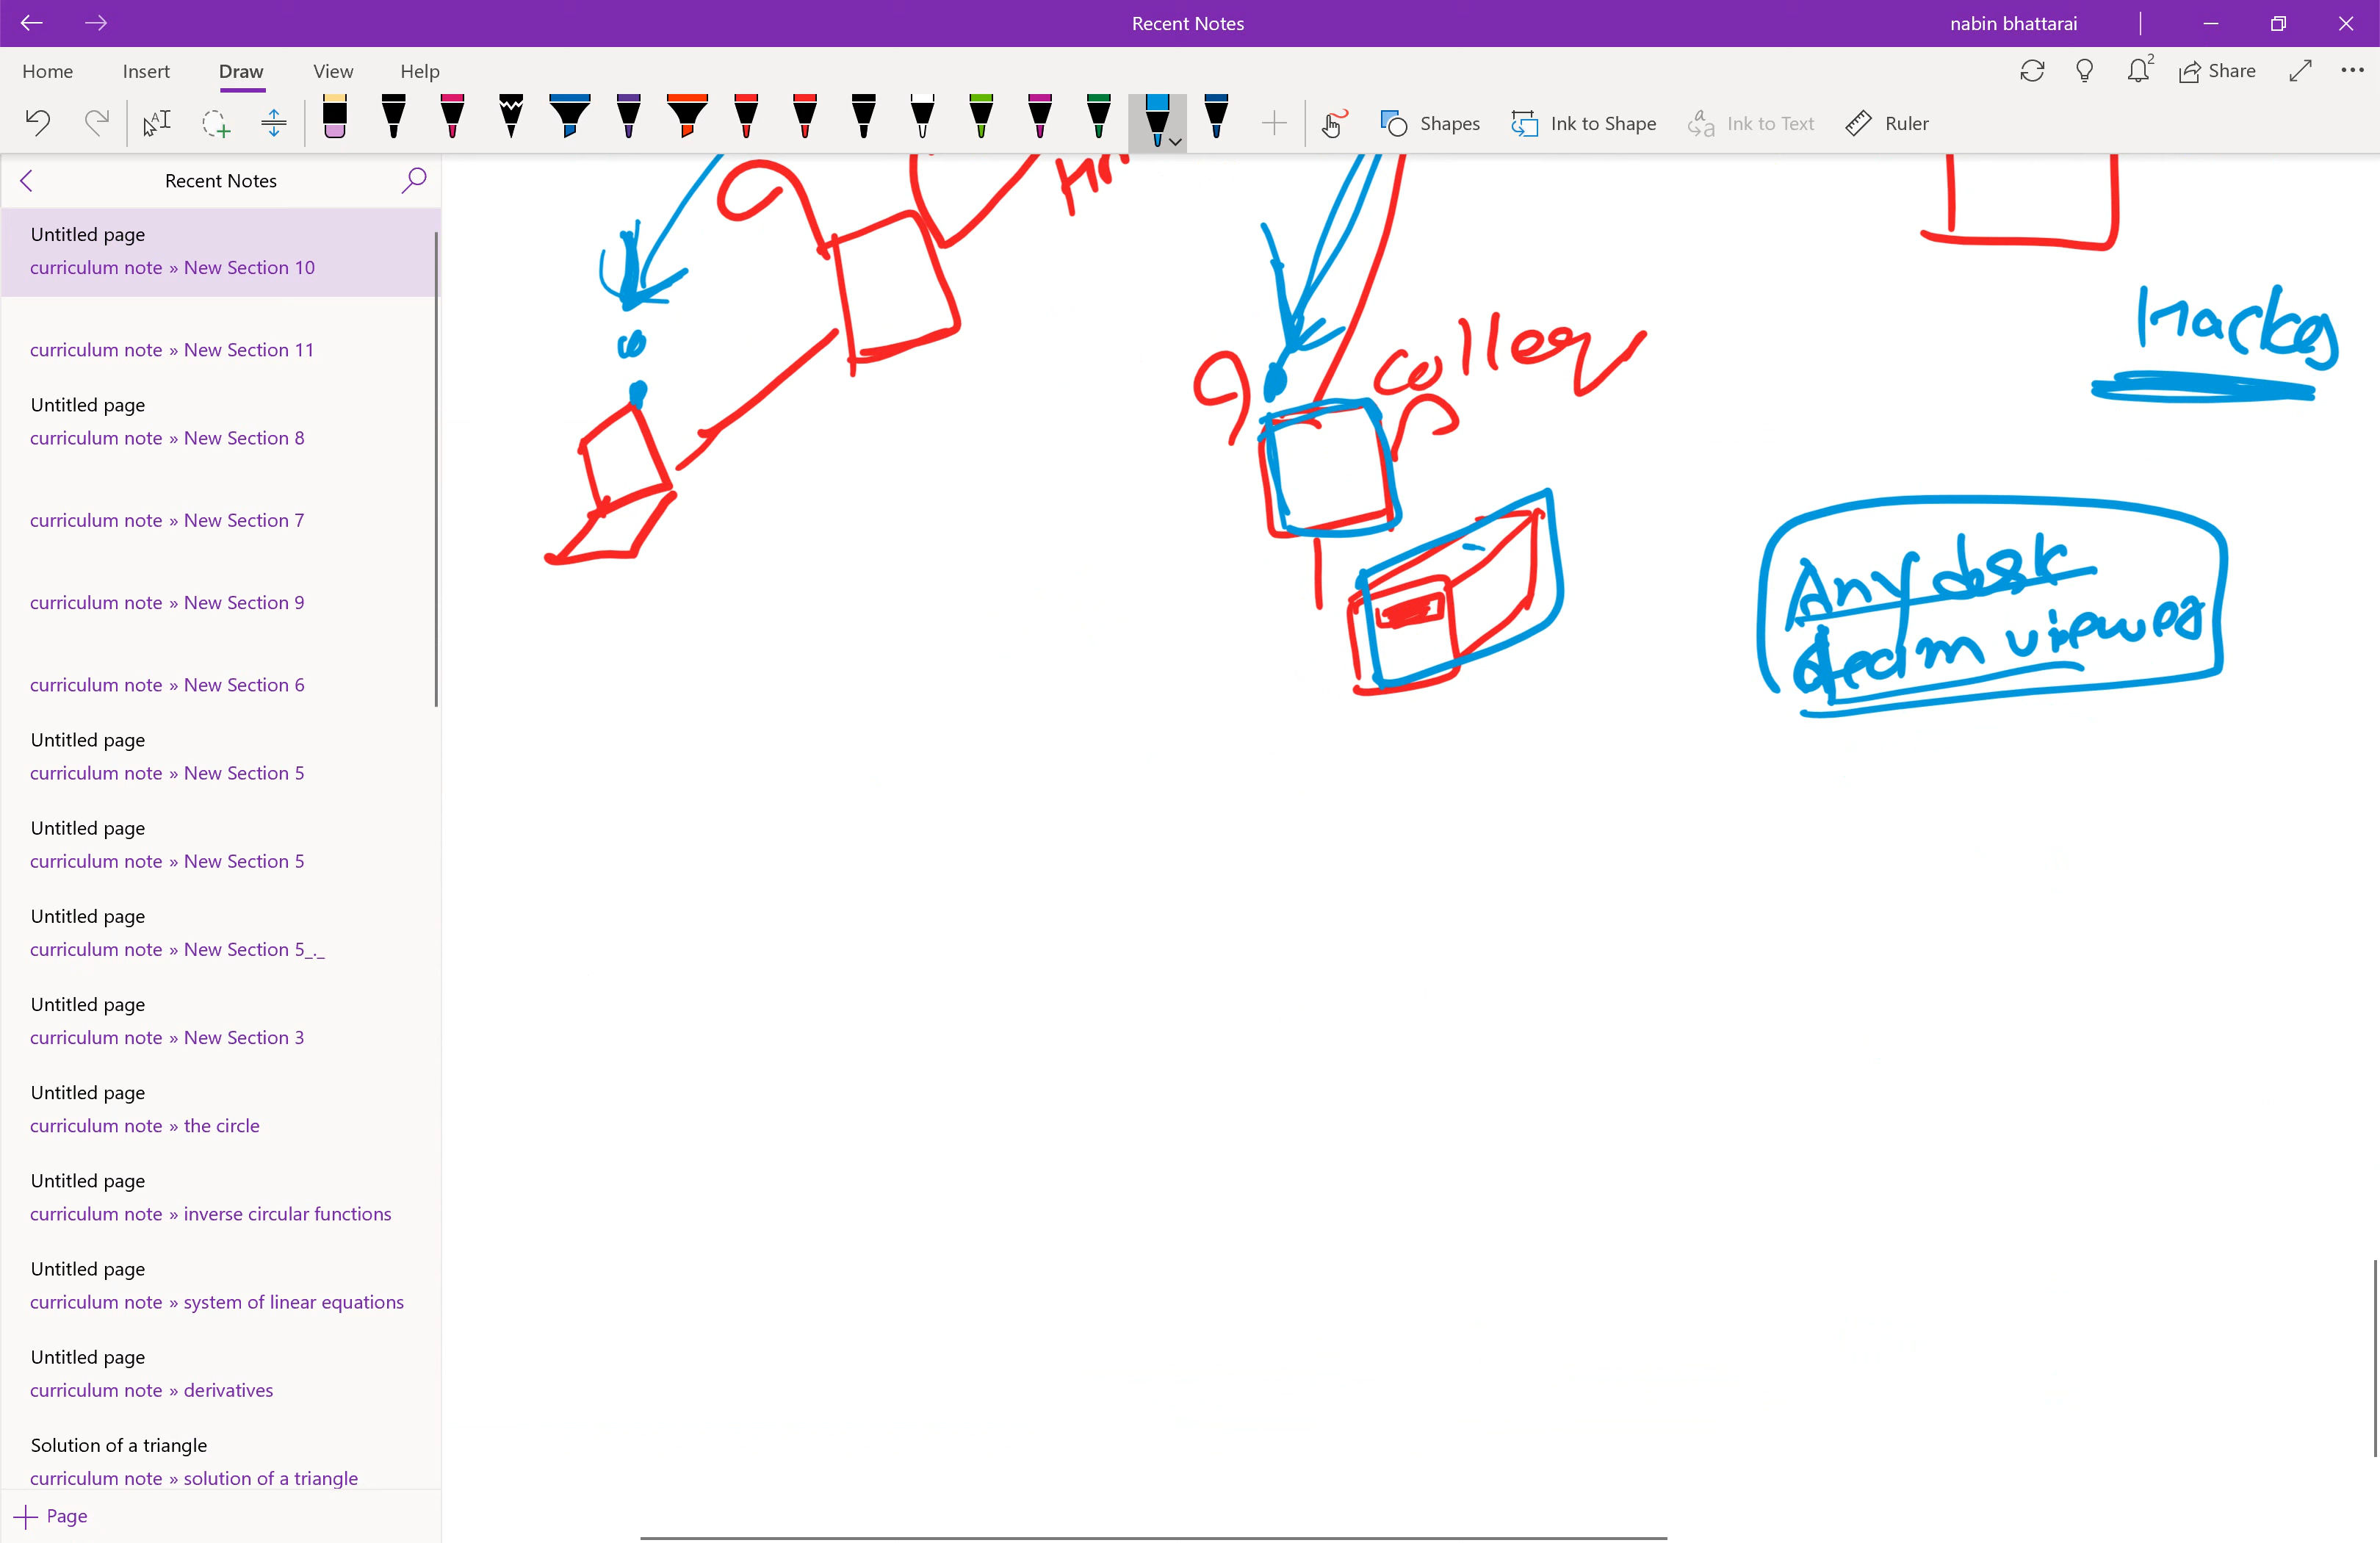 Recent Notes
nabin bhattarai
Home Insert Draw View Help
2 Share
Shapes Ink to Shape Ink to Text Ruler
Recent Notes
Untitled page
curriculum note » New Section 10
curriculum note » New Section 11
Untitled page
curriculum note » New Section 8
curriculum note » New Section 7
curriculum note » New Section 9
curriculum note » New Section 6
Untitled page
curriculum note » New Section 5
Untitled page
curriculum note » New Section 5
Untitled page
curriculum note » New Section 5_._
Untitled page
curriculum note » New Section 3
Untitled page
curriculum note » the circle
Untitled page
curriculum note » inverse circular functions
Untitled page
curriculum note » system of linear equations
Untitled page
curriculum note » derivatives
Solution of a triangle
curriculum note » solution of a triangle
Page
Hacker
Anydesk
team viewer